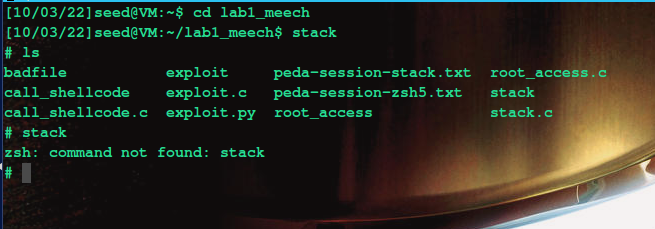 [10/03/22]seed@VM:~$ cd lab1_meech
[10/03/22]seed@VM:~/lab1_meech$ stack
# ls
badfile exploit peda-session-stack.txt root_access.c
call_shellcode exploit.c peda-session-zsh5.txt stack
call_shellcode.c exploit.py root_access stack.c
# stack
zsh: command not found: stack
#